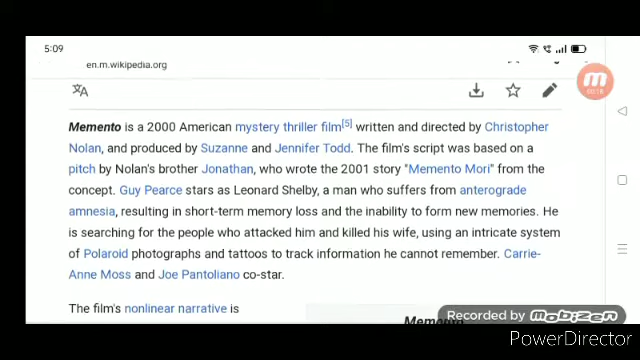 5:09
en.m.wikipedia.org
Memento is a 2000 American mystery thriller film[5] written and directed by Christopher
Nolan, and produced by Suzanne and Jennifer Todd. The film's script was based on a
pitch by Nolan's brother Jonathan, who wrote the 2001 story "Memento Mori" from the
concept. Guy Pearce stars as Leonard Shelby, a man who suffers from anterograde
amnesia, resulting in short-term memory loss and the inability to form new memories. He
is searching for the people who attacked him and killed his wife, using an intricate system
of Polaroid photographs and tattoos to track information he cannot remember. Carrie-
Anne Moss and Joe Pantoliano co-star.
The film's nonlinear narrative is
Memento
Recorded by Mobizen
PowerDirector